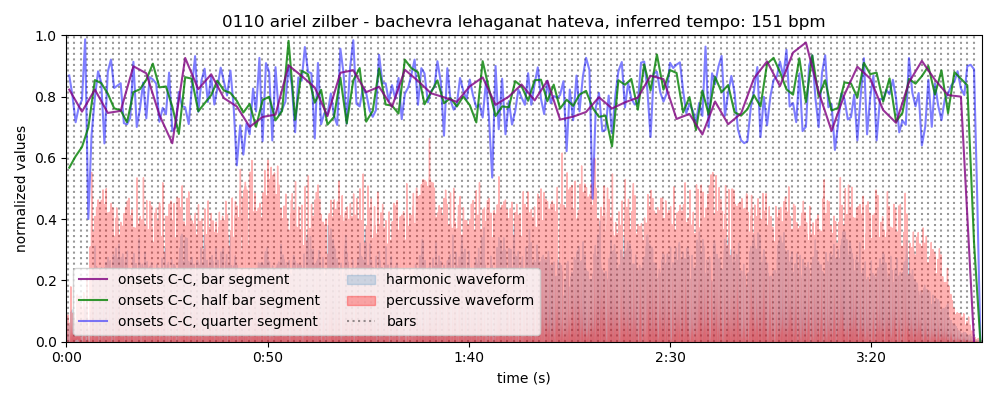 0110 ariel zilber - bachevra lehaganat hateva, inferred tempo: 151 bpm
1.0
0.8
0.6
0.4
0.2
0.0
normalized values
onsets C-C, bar segment
onsets C-C, half bar segment
onsets C-C, quarter segment
harmonic waveform
percussive waveform
bars
0:00 0:50 1:40 2:30 3:20
time (s)